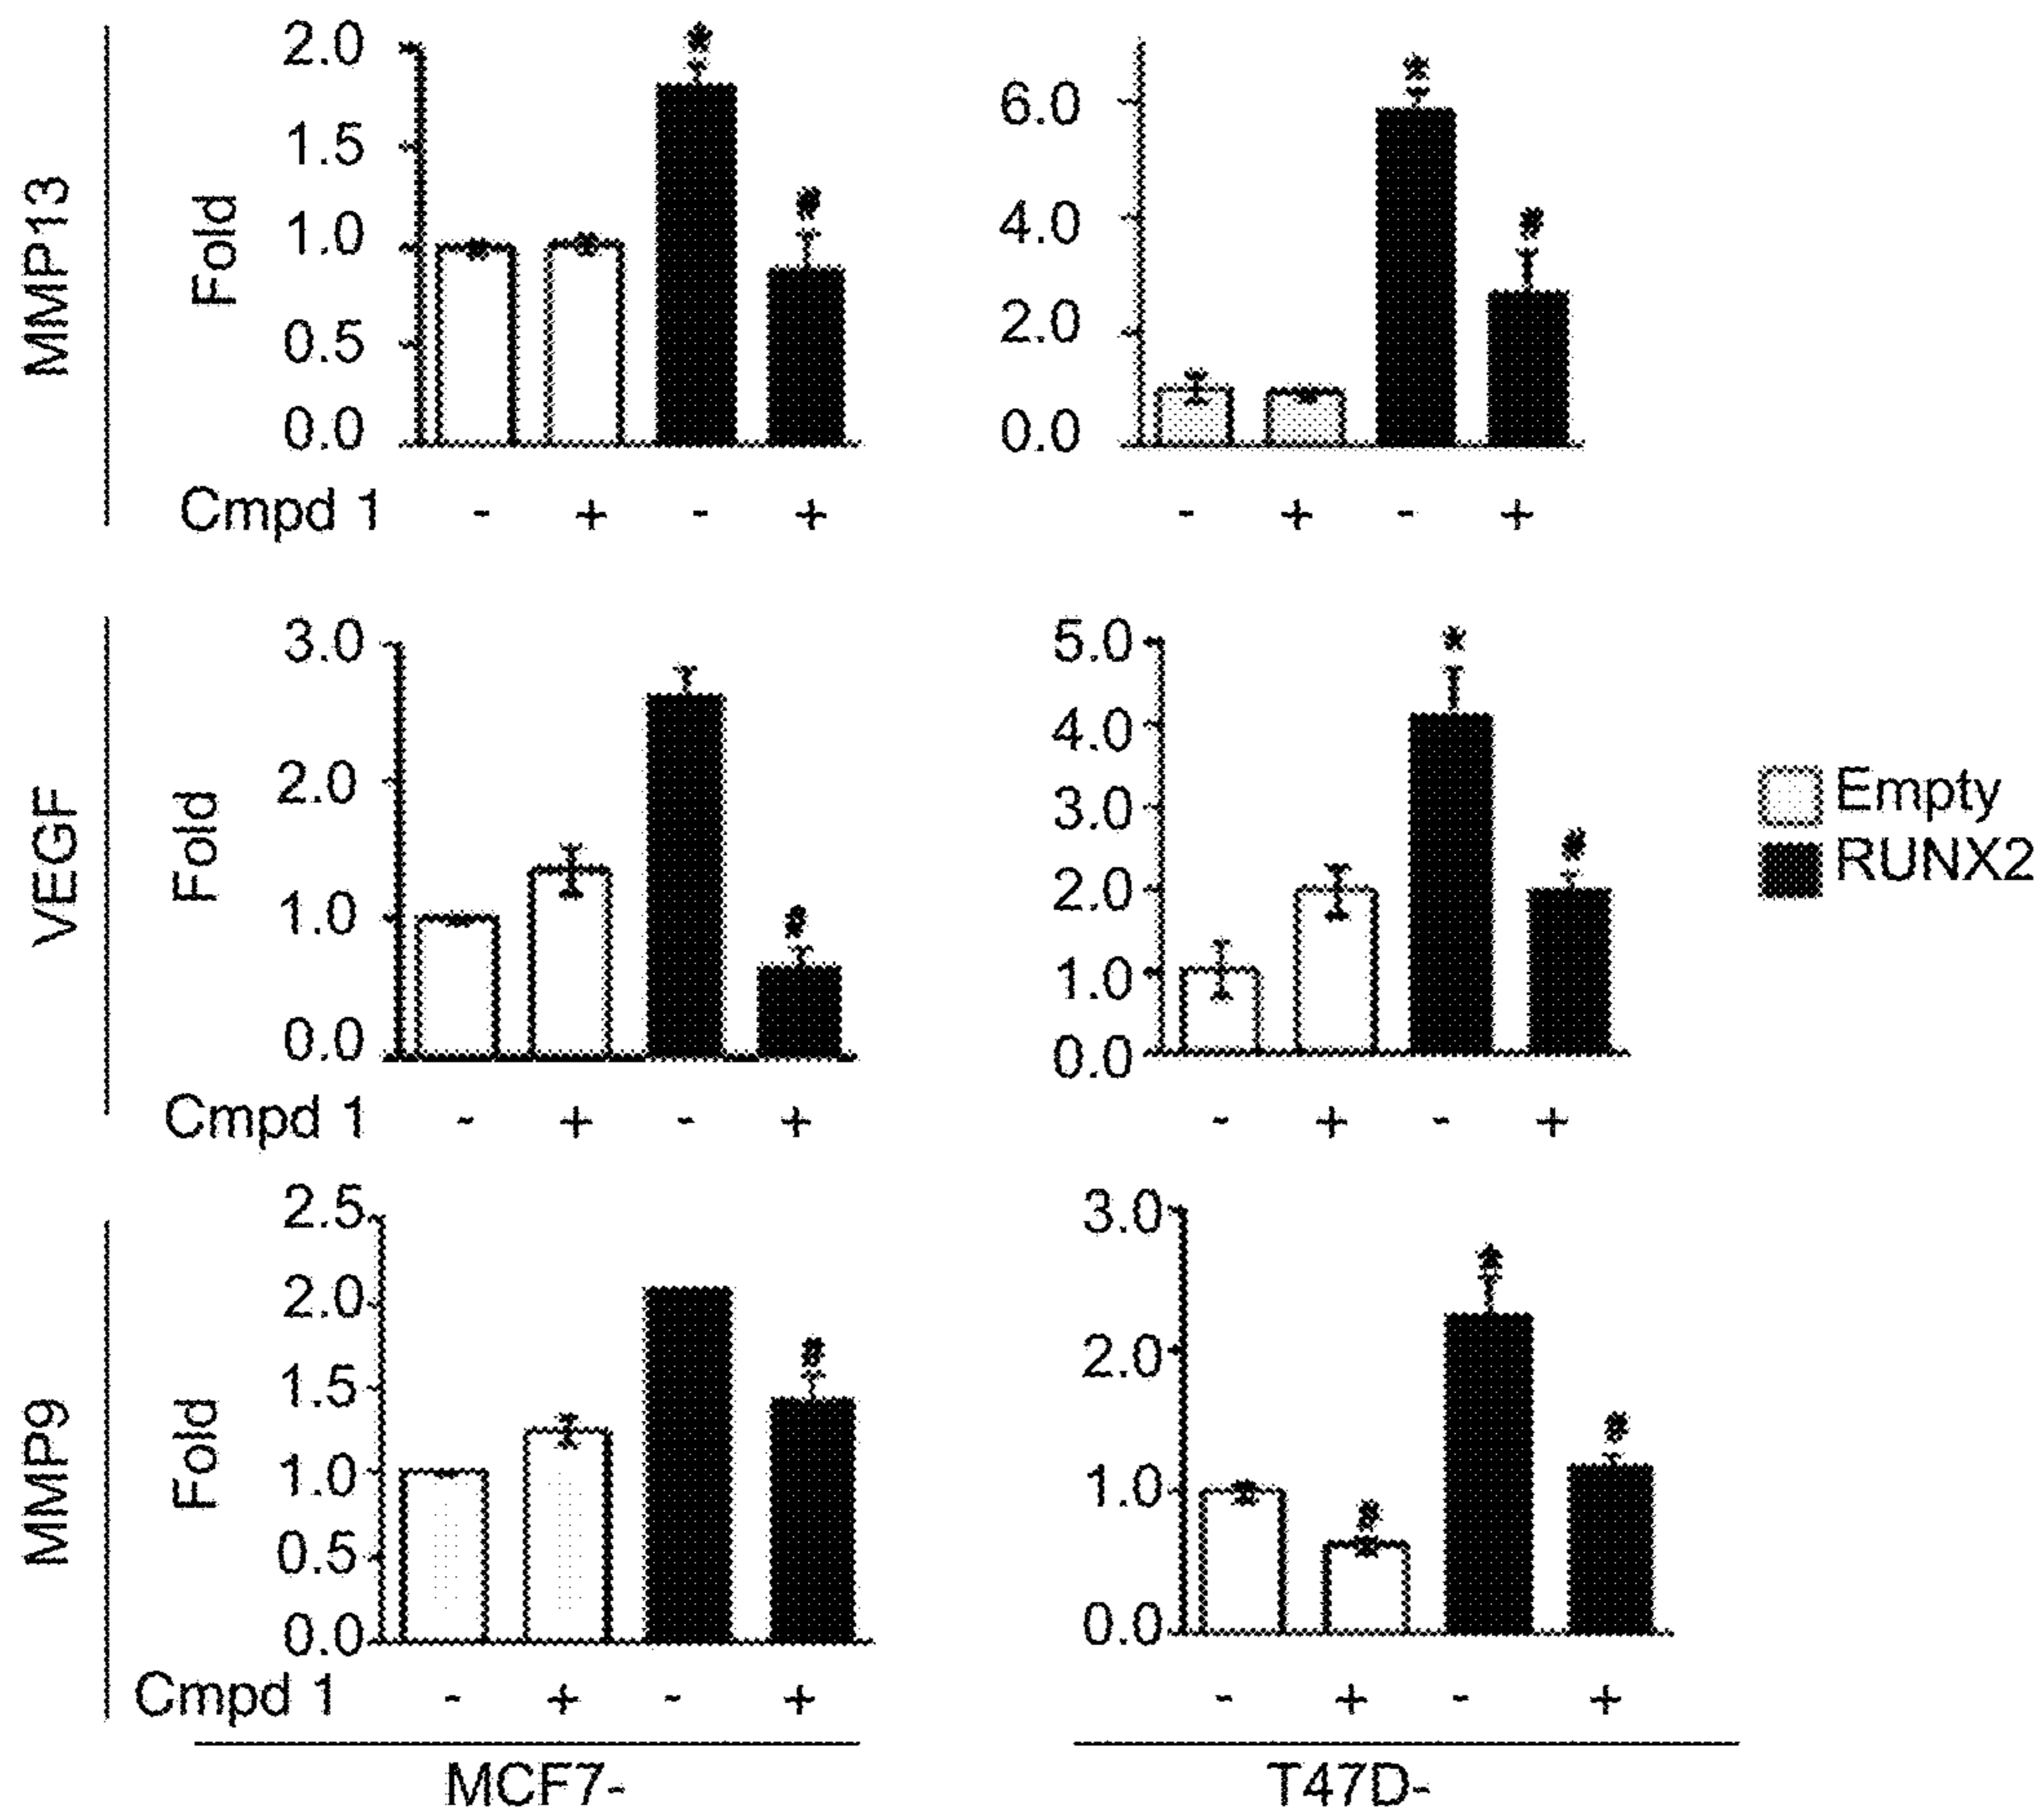 MMP13
Fold
2.0
1.5
1.0
0.5
0.0
* #
Cmpd 1 - + - +
6.0
4.0
2.0
0.0
* #
- + - +
VEGF
Fold
3.0
2.0
1.0
0.0
#
Cmpd 1 - + - +
5.0
4.0
3.0
2.0
1.0
0.0
* #
- + - +
Empty
RUNX2
MMP9
Fold
2.5
2.0
1.5
1.0
0.5
0.0
#
Cmpd 1 - + - +
3.0
2.0
1.0
0.0
# * #
- + - +
MCF7-
T47D-